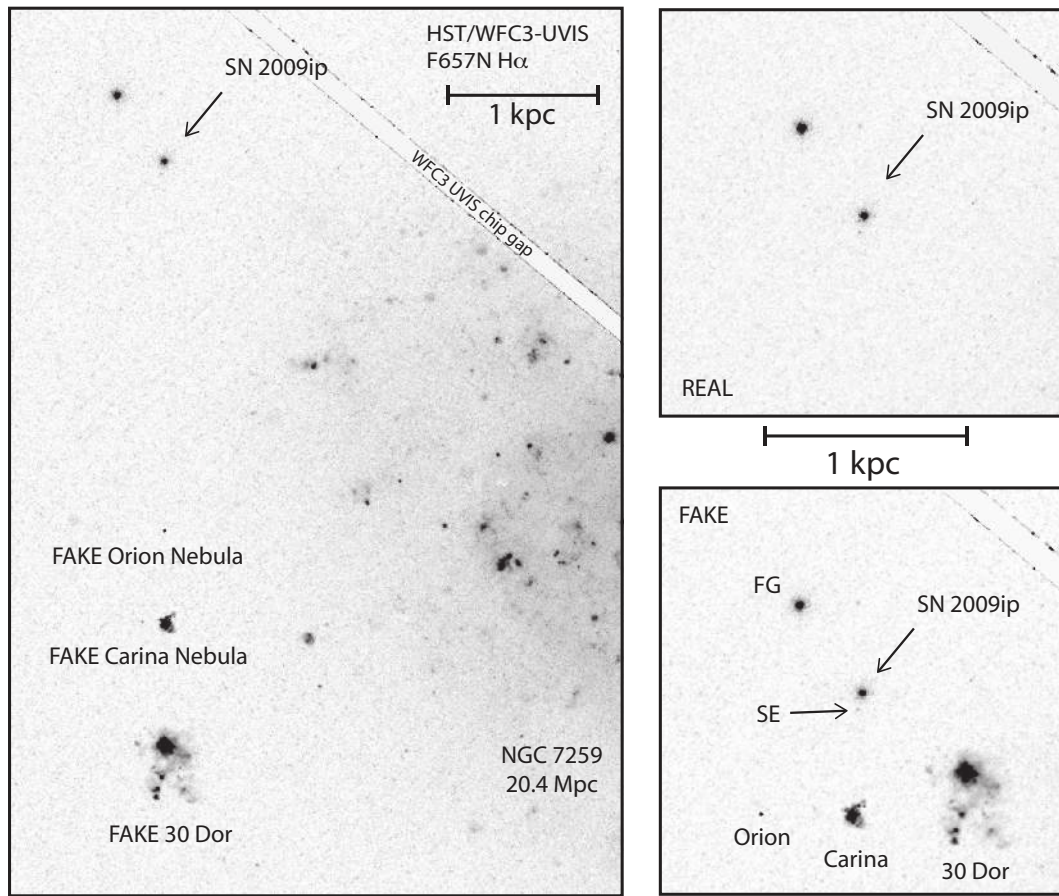 HST/WFC3-UVIS
F657N Hα
1 kpc
SN 2009ip
WFC3 UVIS chip gap
FAKE Orion Nebula
FAKE Carina Nebula
FAKE 30 Dor
NGC 7259
20.4 Mpc
SN 2009ip
REAL
1 kpc
FAKE
FG
SN 2009ip
SE
Orion
Carina
30 Dor